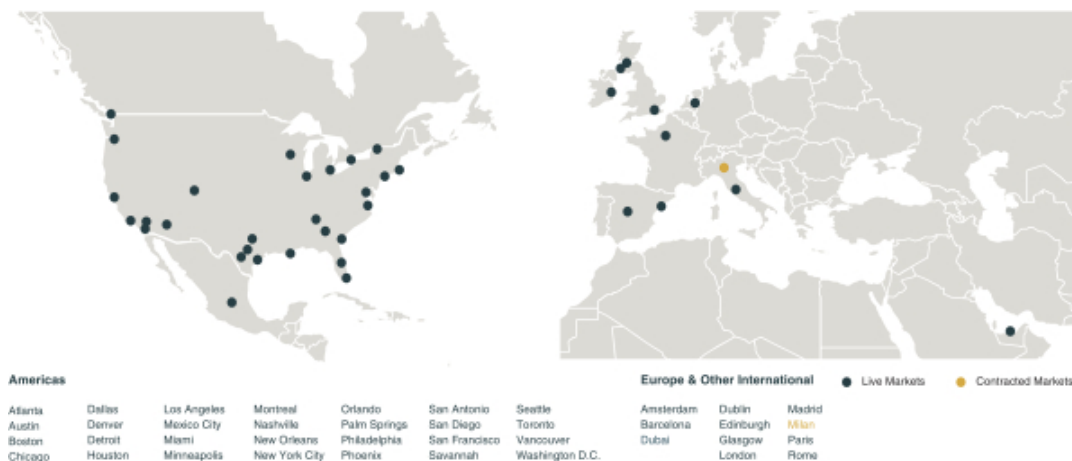 Americas
Europe & Other International
Live Markets
Contracted Markets
Atlanta Dallas Los Angeles Montreal Orlando San Antonio Seattle
Austin Denver Mexico City Nashville Palm Springs San Diego Toronto
Boston Detroit Miami New Orleans Philadelphia San Francisco Vancouver
Chicago Houston Minneapolis New York City Phoenix Savannah Washington D.C.
Amsterdam Dublin Madrid
Barcelona Edinburgh Milan
Dubai Glasgow Paris
London Rome